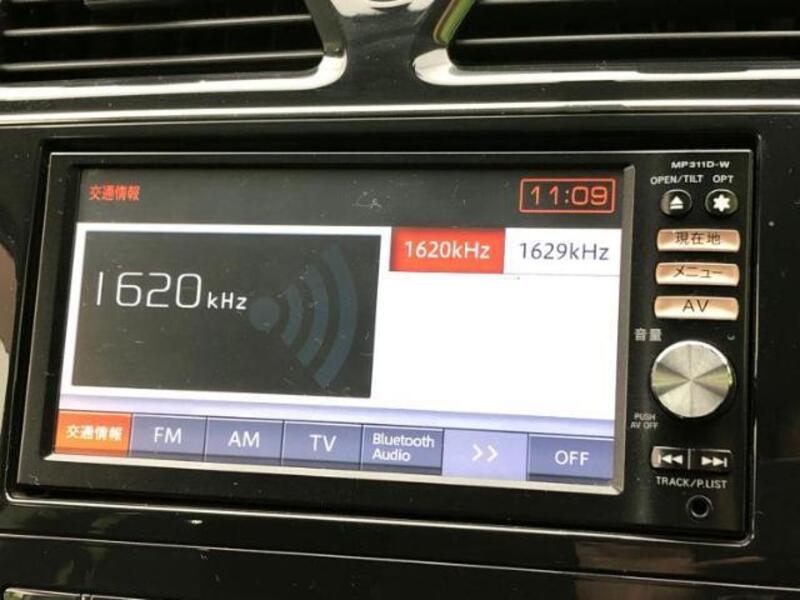 MP311D-W
OPEN/TILT OPT
交通情報
11:09
現在地
メニュー
AV
1620kHz
1620kHz 1629kHz
音量
PUSH
AV OFF
交通情報 FM AM TV Bluetooth Audio >> OFF
TRACK/P.LIST